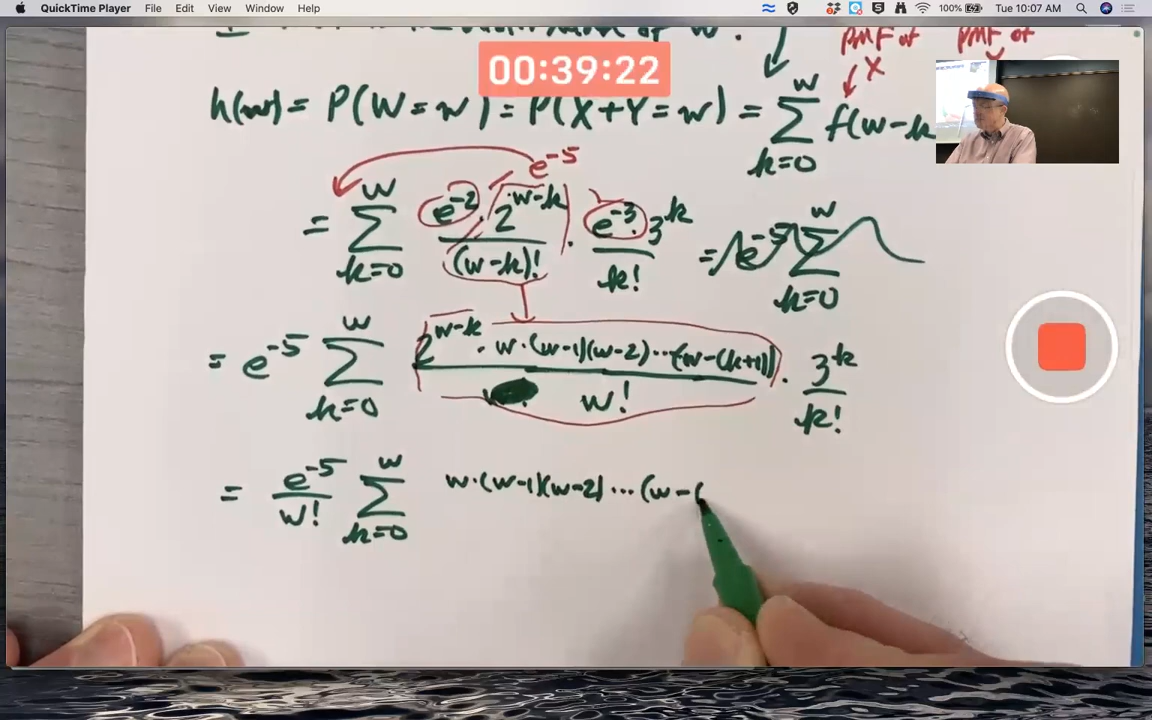 QuickTime Player File Edit View Window Help 100% Tue 10:07 AM
00:39:22
PMF of X PMF of
h(w) = P(W = w) = P(X+Y = w) = Σ_{k=0}^{w} f(w-k
e^{-5}
= Σ_{k=0}^{w} e^{-2} · 2^{w-k} / (w-k)! · e^{-3} · 3^k / k! = e^{-5} Σ_{k=0}^{w}
= e^{-5} Σ_{k=0}^{w} 2^{w-k} · w·(w-1)(w-2)···(w-(k+1)) / w! · 3^k / k!
= e^{-5} / w! Σ_{k=0}^{w} w·(w-1)(w-2)···(w-(